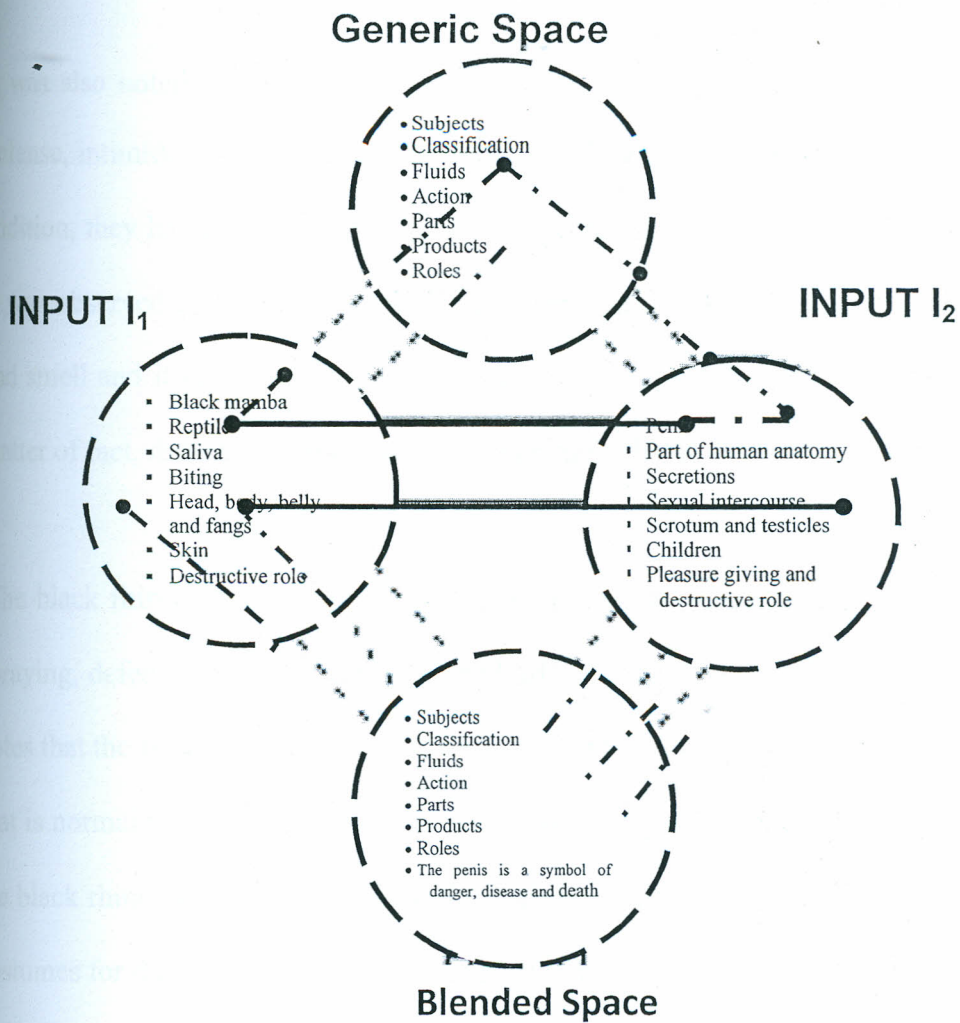 Generic Space
• Subjects
• Classification
• Fluids
• Action
• Parts
• Products
• Roles
INPUT I₁
▪ Black mamba
▪ Reptile
▪ Saliva
▪ Biting
▪ Head, body, belly
and fangs
▪ Skin
▪ Destructive role
INPUT I₂
▪ Penis
▪ Part of human anatomy
▪ Secretions
▪ Sexual intercourse
▪ Scrotum and testicles
▪ Children
▪ Pleasure giving and
destructive role
• Subjects
• Classification
• Fluids
• Action
• Parts
• Products
• Roles
• The penis is a symbol of
danger, disease and death
Blended Space